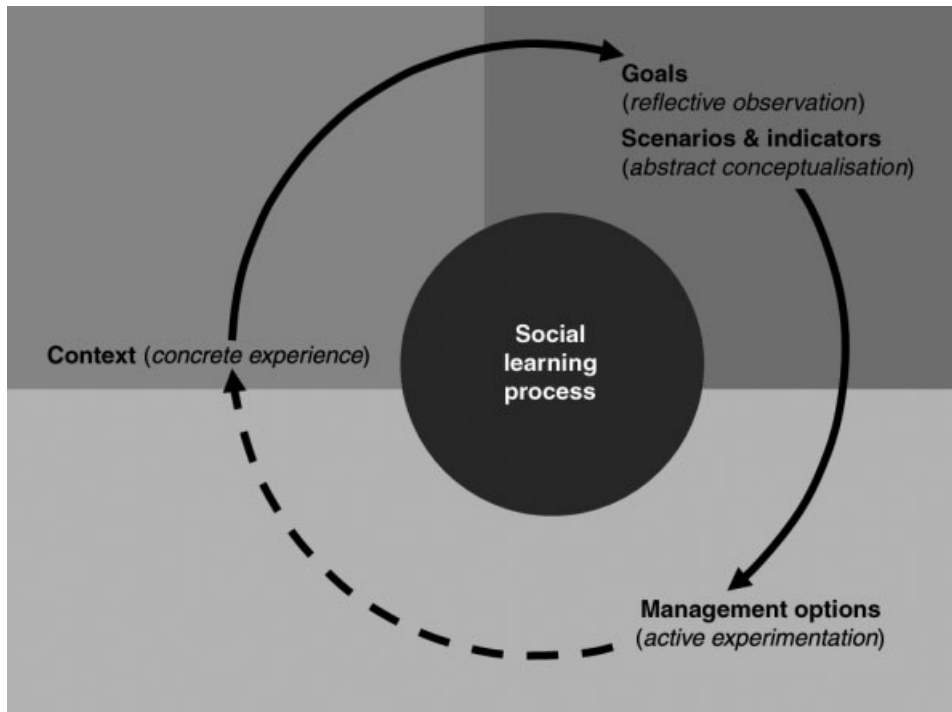 Goals
(reflective observation)
Scenarios & indicators
(abstract conceptualisation)
Context (concrete experience)
Social
learning
process
Management options
(active experimentation)